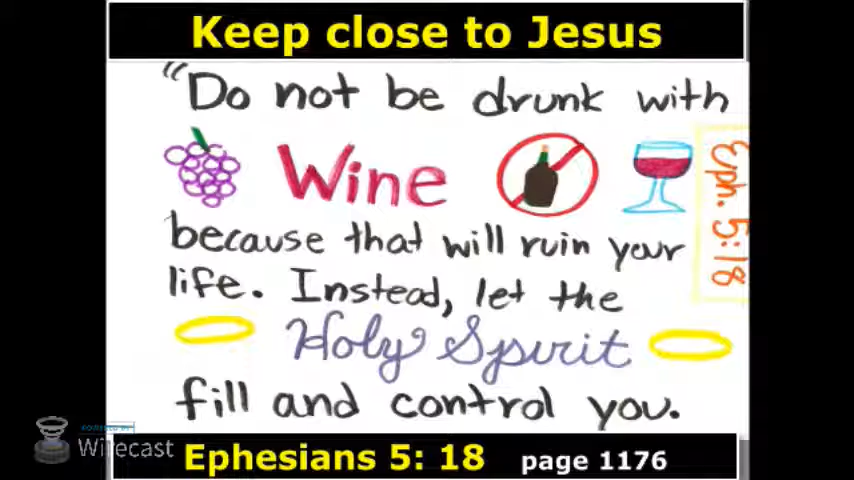 Keep close to Jesus
"Do not be drunk with
Wine
because that will ruin your
life. Instead, let the
Holy Spirit
fill and control you.
Eph. 5:18
Wirecast
Ephesians 5: 18 page 1176